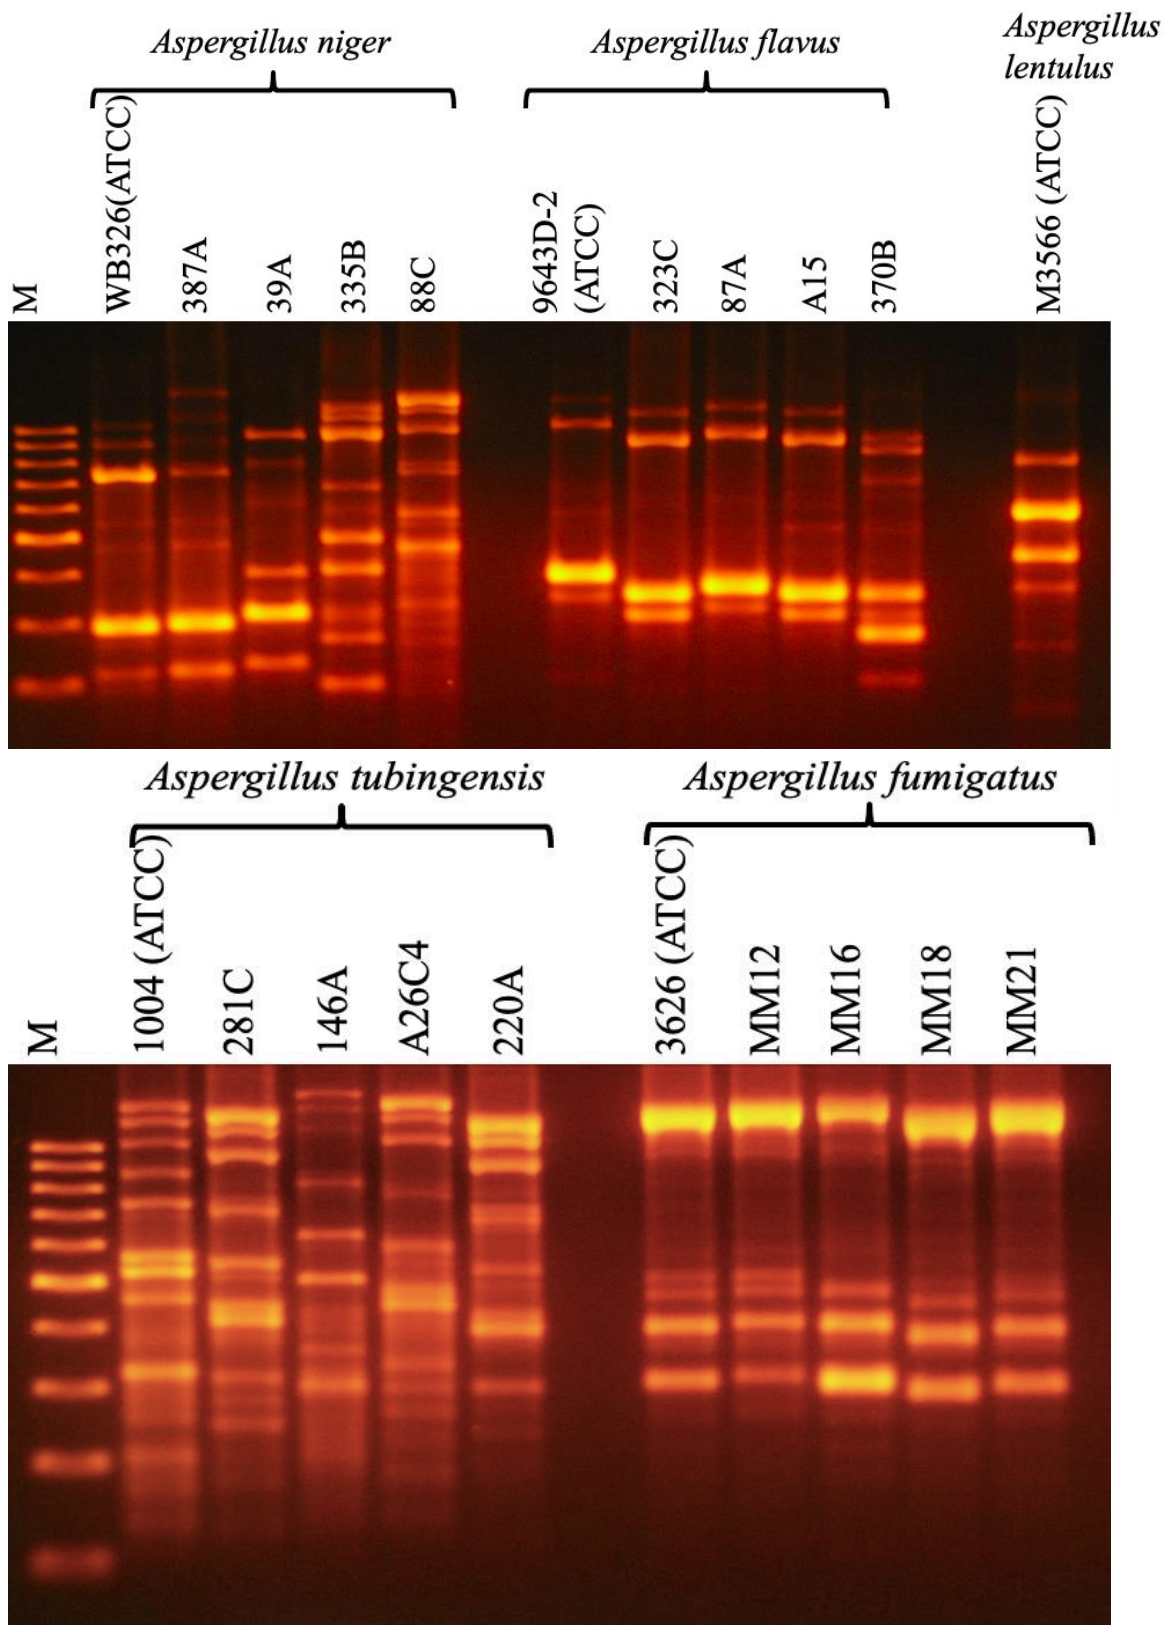 Aspergillus niger
Aspergillus flavus
Aspergillus
lentulus
M
WB326(ATCC)
387A
39A
335B
88C
9643D-2
(ATCC)
323C
87A
A15
370B
M3566 (ATCC)
Aspergillus tubingensis
Aspergillus fumigatus
M
1004 (ATCC)
281C
146A
A26C4
220A
3626 (ATCC)
MM12
MM16
MM18
MM21